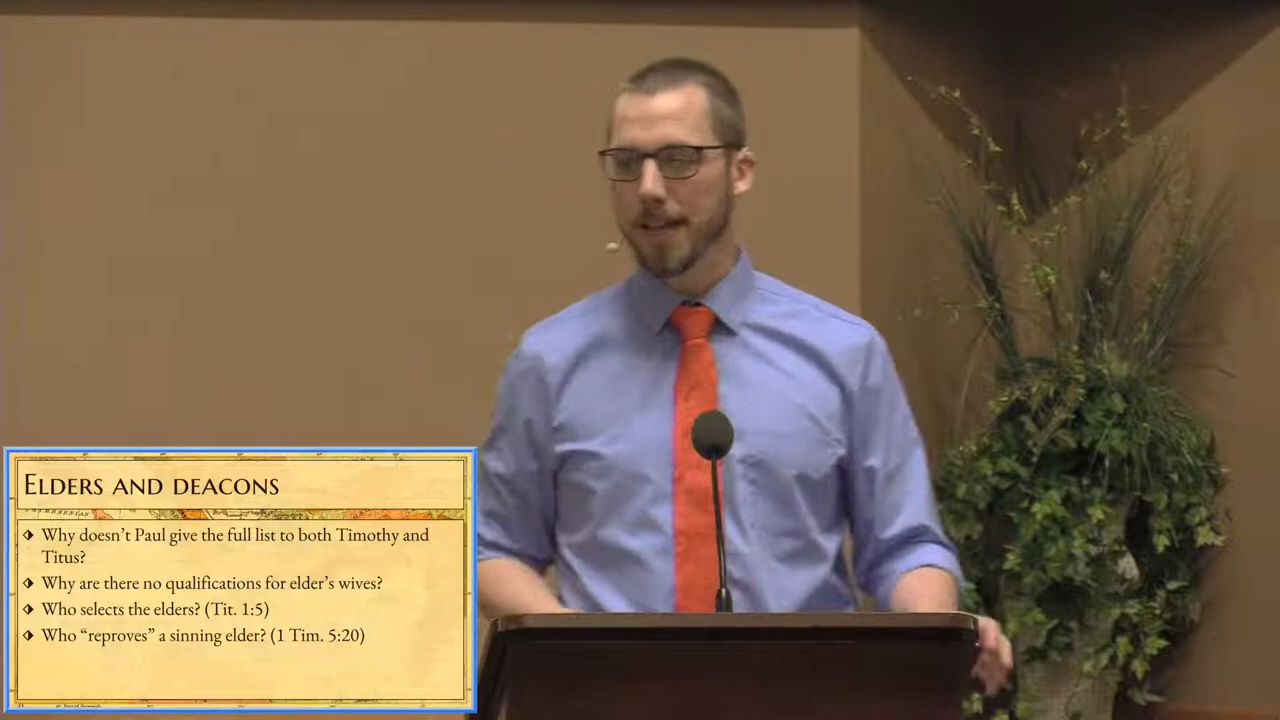 Elders and deacons
Why doesn't Paul give the full list to both Timothy and
Titus?
Why are there no qualifications for elder's wives?
Who selects the elders? (Tit. 1:5)
Who “reproves” a sinning elder? (1 Tim. 5:20)